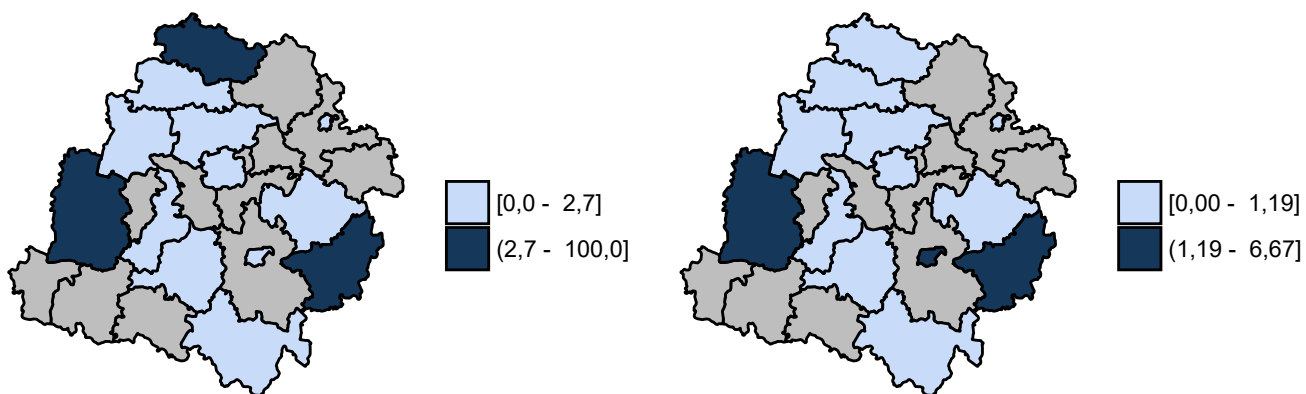 [0,0 - 2,7]
(2,7 - 100,0]
[0,00 - 1,19]
(1,19 - 6,67]